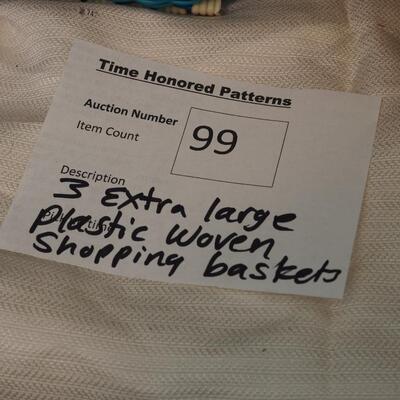 Time Honored Patterns
Auction Number
Item Count
99
Description
3 Extra large
Plastic Woven
Shopping baskets